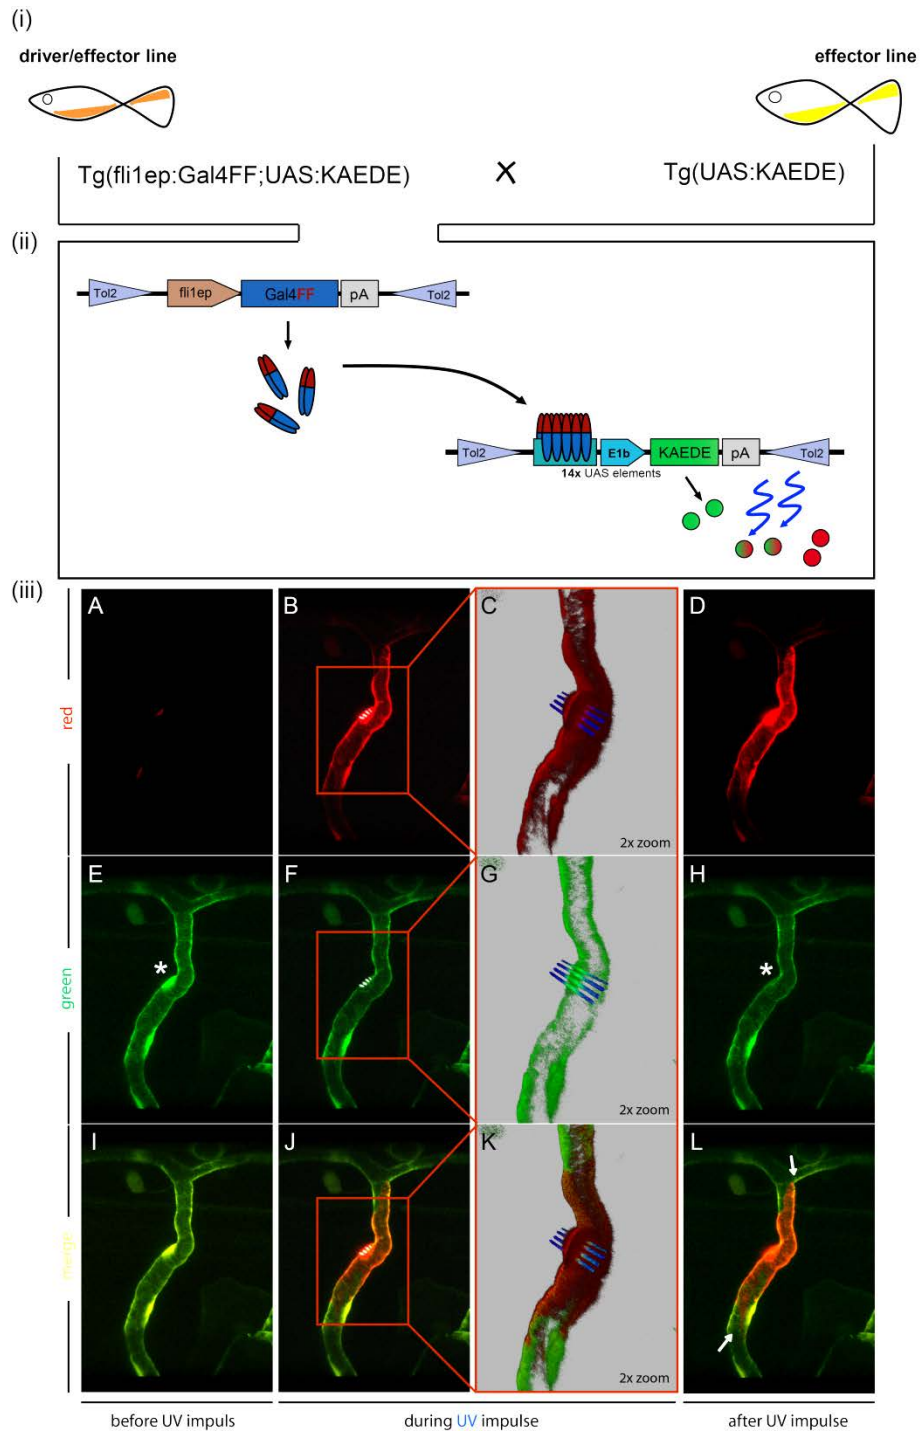 (i)
driver/effector line
effector line
Tg(fli1ep:Gal4FF;UAS:KAEDE)
X
Tg(UAS:KAEDE)
(ii)
Tol2
fli1ep
Gal4FF
pA
Tol2
Tol2
E1b
KAEDE
pA
Tol2
14x UAS elements
(iii)
A
B
C
D
red
2x zoom
E
F
G
H
*
*
green
2x zoom
I
J
K
L
merge
2x zoom
before UV impuls
during UV impulse
after UV impulse